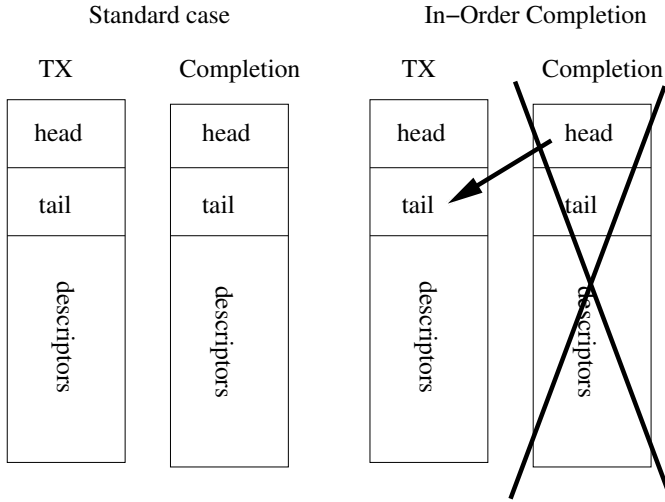 Standard case
In−Order Completion
TX
Completion
TX
Completion
head
head
head
head
tail
tail
tail
tail
descriptors
descriptors
descriptors
descriptors